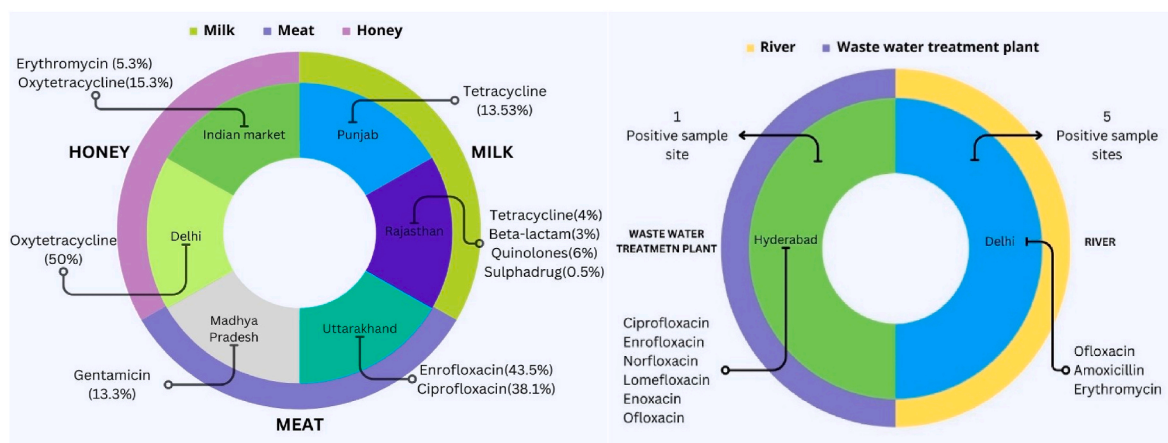 Milk
Meat
Honey
Erythromycin (5.3%)
Oxytetracycline(15.3%)
Tetracycline
(13.53%)
Indian market
Punjab
HONEY
MILK
Oxytetracycline
(50%)
Delhi
Rajasthan
Tetracycline(4%)
Beta-lactam(3%)
Quinolones(6%)
Sulphadrug(0.5%)
Madhya
Pradesh
Uttarakhand
Gentamicin
(13.3%)
Enrofloxacin(43.5%)
Ciprofloxacin(38.1%)
MEAT
River
Waste water treatment plant
1
Positive sample
site
5
Positive sample
sites
WASTE WATER
TREATMETN PLANT
Hyderabad
Delhi
RIVER
Ciprofloxacin
Enrofloxacin
Norfloxacin
Lomefloxacin
Enoxacin
Ofloxacin
Ofloxacin
Amoxicillin
Erythromycin